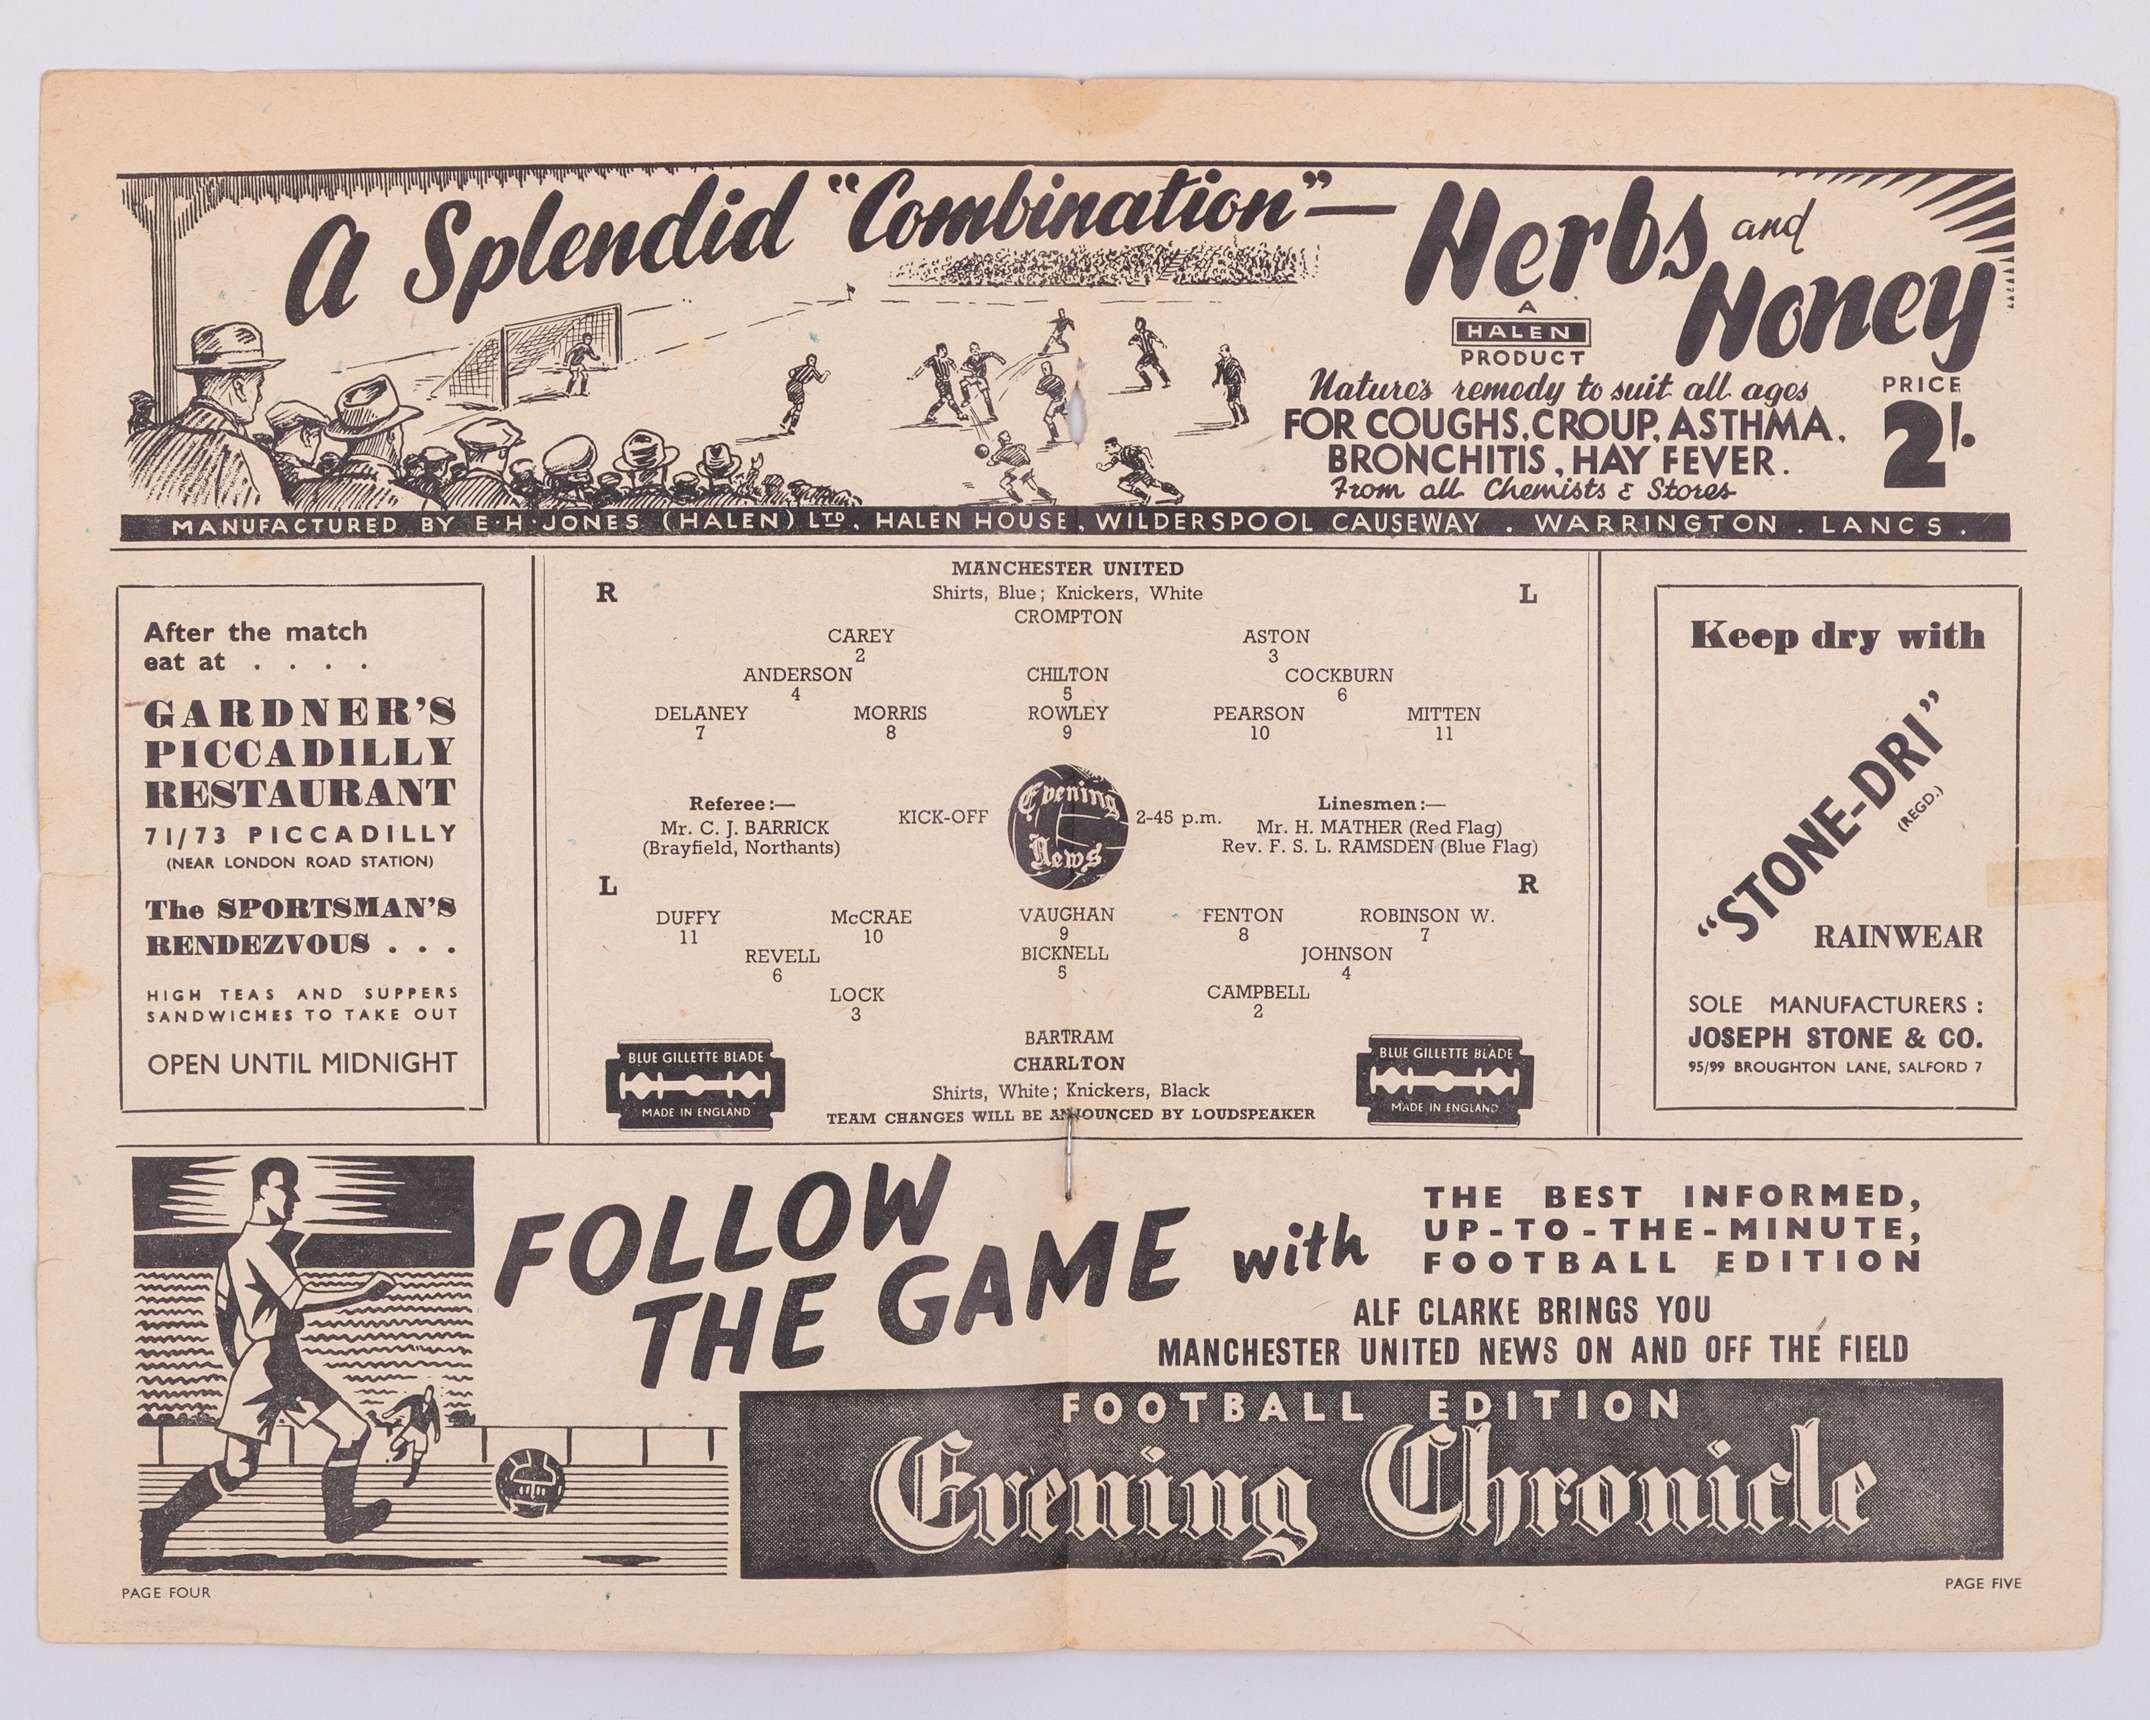 A Splendid "Combination"— Herbs and Honey
A
HALEN
PRODUCT
Nature's remedy to suit all ages
FOR COUGHS, CROUP, ASTHMA,
BRONCHITIS, HAY FEVER.
From all Chemists & Stores
PRICE
2/-
MANUFACTURED BY E·H·JONES (HALEN) LTD, HALEN HOUSE, WILDERSPOOL CAUSEWAY . WARRINGTON . LANCS .
After the match
eat at . . . .
GARDNER'S
PICCADILLY
RESTAURANT
71/73 PICCADILLY
(NEAR LONDON ROAD STATION)
The SPORTSMAN'S
RENDEZVOUS . . .
HIGH TEAS AND SUPPERS
SANDWICHES TO TAKE OUT
OPEN UNTIL MIDNIGHT
MANCHESTER UNITED
R Shirts, Blue; Knickers, White L
CROMPTON
CAREY ASTON
2 3
ANDERSON CHILTON COCKBURN
4 5 6
DELANEY MORRIS ROWLEY PEARSON MITTEN
7 8 9 10 11
Referee:—
Mr. C. J. BARRICK
(Brayfield, Northants)
KICK-OFF
Evening
News
2-45 p.m.
Linesmen:—
Mr. H. MATHER (Red Flag)
Rev. F. S. L. RAMSDEN (Blue Flag)
L R
DUFFY McCRAE VAUGHAN FENTON ROBINSON W.
11 10 9 8 7
REVELL BICKNELL JOHNSON
6 5 4
LOCK CAMPBELL
3 2
BARTRAM
CHARLTON
Shirts, White; Knickers, Black
TEAM CHANGES WILL BE ANNOUNCED BY LOUDSPEAKER
BLUE GILLETTE BLADE
MADE IN ENGLAND
BLUE GILLETTE BLADE
MADE IN ENGLAND
Keep dry with
"STONE-DRI"
(REGD.)
RAINWEAR
SOLE MANUFACTURERS :
JOSEPH STONE & CO.
95/99 BROUGHTON LANE, SALFORD 7
FOLLOW
THE GAME with
THE BEST INFORMED,
UP-TO-THE-MINUTE,
FOOTBALL EDITION
ALF CLARKE BRINGS YOU
MANCHESTER UNITED NEWS ON AND OFF THE FIELD
FOOTBALL EDITION
Evening Chronicle
PAGE FOUR
PAGE FIVE